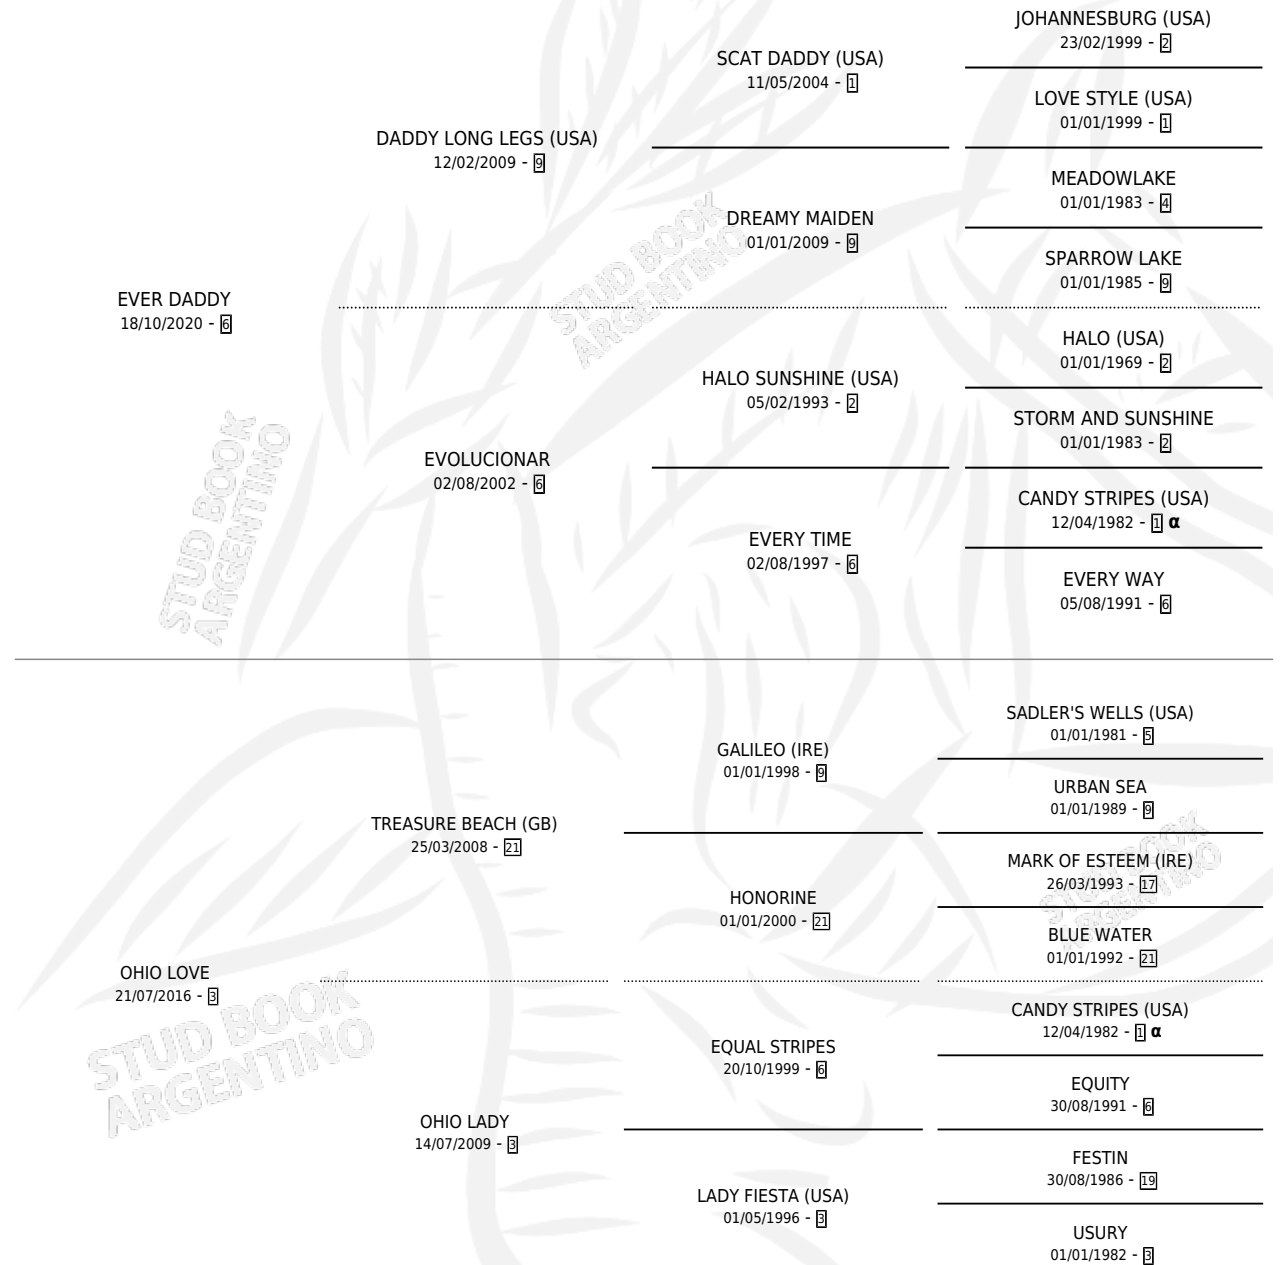 JOHANNESBURG (USA)
23/02/1999 - 2
SCAT DADDY (USA)
11/05/2004 - 1
LOVE STYLE (USA)
01/01/1999 - 1
DADDY LONG LEGS (USA)
12/02/2009 - 9
MEADOWLAKE
01/01/1983 - 4
DREAMY MAIDEN
01/01/2009 - 9
SPARROW LAKE
01/01/1985 - 9
EVER DADDY
18/10/2020 - 6
HALO (USA)
01/01/1969 - 2
HALO SUNSHINE (USA)
05/02/1993 - 2
STORM AND SUNSHINE
01/01/1983 - 2
EVOLUCIONAR
02/08/2002 - 6
CANDY STRIPES (USA)
12/04/1982 - 1 α
EVERY TIME
02/08/1997 - 6
EVERY WAY
05/08/1991 - 6
SADLER'S WELLS (USA)
01/01/1981 - 5
GALILEO (IRE)
01/01/1998 - 9
URBAN SEA
01/01/1989 - 9
TREASURE BEACH (GB)
25/03/2008 - 21
MARK OF ESTEEM (IRE)
26/03/1993 - 17
HONORINE
01/01/2000 - 21
BLUE WATER
01/01/1992 - 21
OHIO LOVE
21/07/2016 - 3
CANDY STRIPES (USA)
12/04/1982 - 1 α
EQUAL STRIPES
20/10/1999 - 6
EQUITY
30/08/1991 - 6
OHIO LADY
14/07/2009 - 3
FESTIN
30/08/1986 - 19
LADY FIESTA (USA)
01/05/1996 - 3
USURY
01/01/1982 - 3
STUD BOOK
ARGENTINO
STUD BOOK
ARGENTINO
STUD BOOK
ARGENTINO
STUD BOOK
ARGENTINO